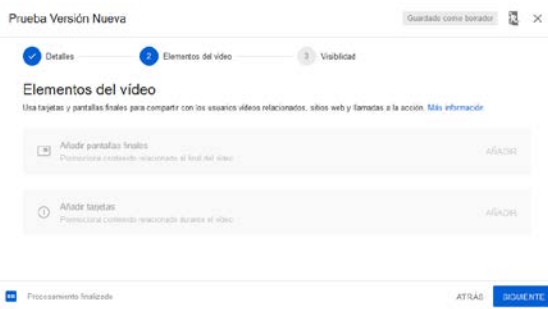 Prueba Versión Nueva
Guardado como borrador
Detalles
2 Elementos del vídeo
3 Visibilidad
Elementos del vídeo
Usa tarjetas y pantallas finales para compartir con los usuarios vídeos relacionados, sitios web y llamadas a la acción. Más información
Añadir pantallas finales
AÑADIR
Promociona contenido relacionado al final del vídeo
Añadir tarjetas
AÑADIR
Promociona contenido relacionado durante el vídeo
Procesamiento finalizado
ATRÁS
SIGUIENTE